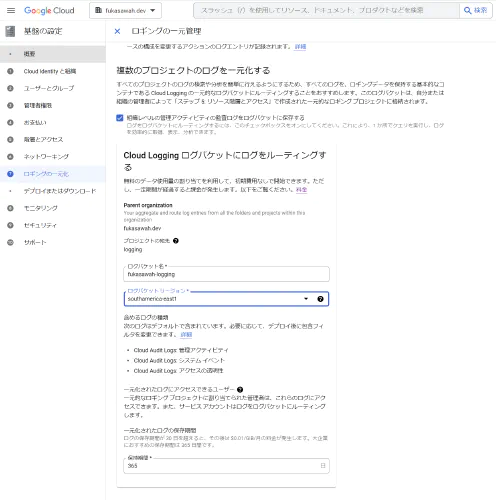 Google Cloud
fukasawah.dev
スラッシュ（/）を使用してリソース、ドキュメント、プロダクトなどを検索
検索
基盤の設定
概要
1 Cloud Identity と組織
2 ユーザーとグループ
3 管理者権限
4 お支払い
5 階層とアクセス
6 ネットワーキング
7 ロギングの一元化
デプロイまたはダウンロード
8 モニタリング
9 セキュリティ
10 サポート
ロギングの一元管理
ースの構成を変更するアクションのログエントリが記録されます。 詳細
複数のプロジェクトのログを一元化する
すべてのプロジェクトのログの検索や分析を簡単に行えるようにするため、すべてのログを、ロギングデータを保持する基本的なコ
ンテナである Cloud Logging の一元的なログバケットにルーティングすることをおすすめします。このログバケットは、自分または
組織の管理者によって「ステップ 5: リソース階層とアクセス」で作成された一元的なロギング プロジェクトに格納されます。
組織レベルの管理アクティビティの監査ログをログバケットに保存する
ログをログバケットにルーティングするには、このチェックボックスをオンにしてください。これにより、1 か所でクエリを実行し、ログ
を効率的に取得、表示、分析できます。
Cloud Logging ログバケットにログをルーティングす
る
無料のデータ使用量の割り当てを利用して、初期費用なしで開始できます。ただ
し、一定期間が経過すると課金が発生します。以下をご覧ください。 料金
Parent organization
Your aggregate and route log entries from all the folders and projects within this
organization
fukasawah.dev
プロジェクトの宛先
logging
ログバケット名 *
fukasawah-logging
ログバケット リージョン *
southamerica-east1
含めるログの種類
次のログはデフォルトで含まれています。必要に応じて、デプロイ後に包含フィ
ルタを変更できます。 詳細
• Cloud Audit Logs: 管理アクティビティ
• Cloud Audit Logs: システム イベント
• Cloud Audit Logs: アクセスの透明性
一元化されたログにアクセスできるユーザー
一元的なロギング プロジェクトに割り当てられた管理者は、これらのログにアク
セスできます。また、サービス アカウントはログをログバケットにルーティング
します。
一元化されたログの保存期間
ログの保存期間が 30 日を超えると、その後は $0.01/GB/月の料金が発生します。大企業
におすすめの保存期間は 365 日間です。
保持期間 *
365
日